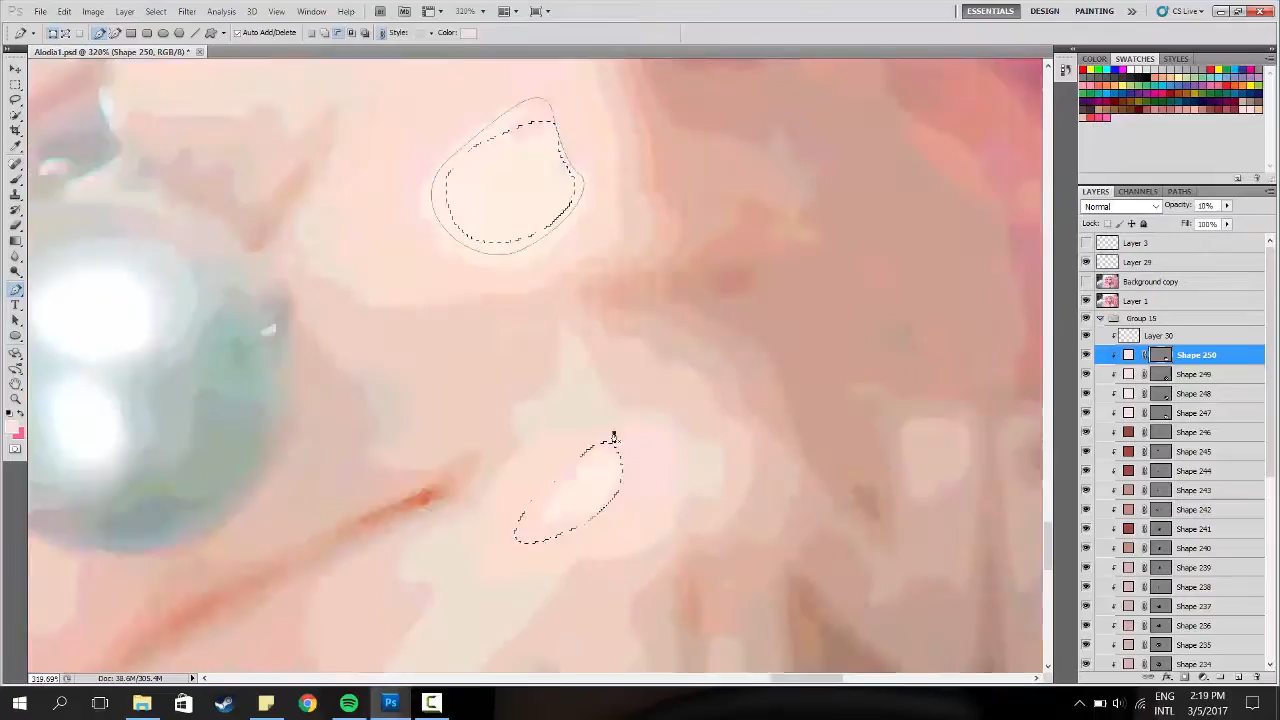 Ps File Edit Image Layer Select Filter Analysis 3D View Window Help Br Mb 320% ESSENTIALS DESIGN PAINTING CS Live
Auto Add/Delete Style: Color:
Alodia1.psd @ 320% (Shape 250, RGB/8) *
COLOR SWATCHES STYLES
LAYERS CHANNELS PATHS
Normal Opacity: 10%
Lock: Fill: 100%
Layer 3
Layer 29
Background copy
Layer 1
Group 15
Layer 30
Shape 250
Shape 249
Shape 248
Shape 247
Shape 246
Shape 245
Shape 244
Shape 243
Shape 242
Shape 241
Shape 240
Shape 239
Shape 238
Shape 237
Shape 236
Shape 235
Shape 234
319.69% Doc: 38.6M/305.4M
ENG 2:19 PM
INTL 3/5/2017